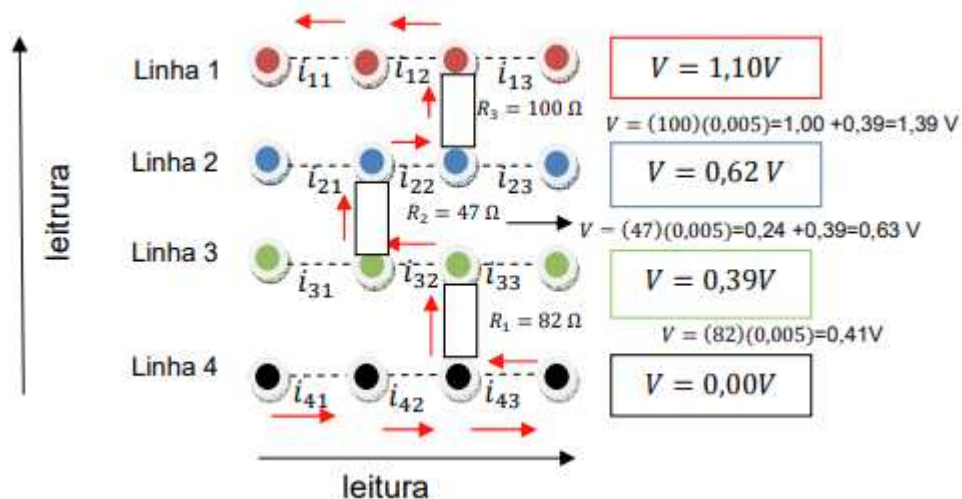 Linha 1
i₁₁ i₁₂ i₁₃
V = 1,10V
R₃ = 100 Ω
V = (100)(0,005)=1,00 +0,39=1,39 V
Linha 2
i₂₁ i₂₂ i₂₃
V = 0,62 V
R₂ = 47 Ω
V = (47)(0,005)=0,24 +0,39=0,63 V
Linha 3
i₃₁ i₃₂ i₃₃
V = 0,39V
R₁ = 82 Ω
V = (82)(0,005)=0,41V
Linha 4
i₄₁ i₄₂ i₄₃
V = 0,00V
leitrura
leitura